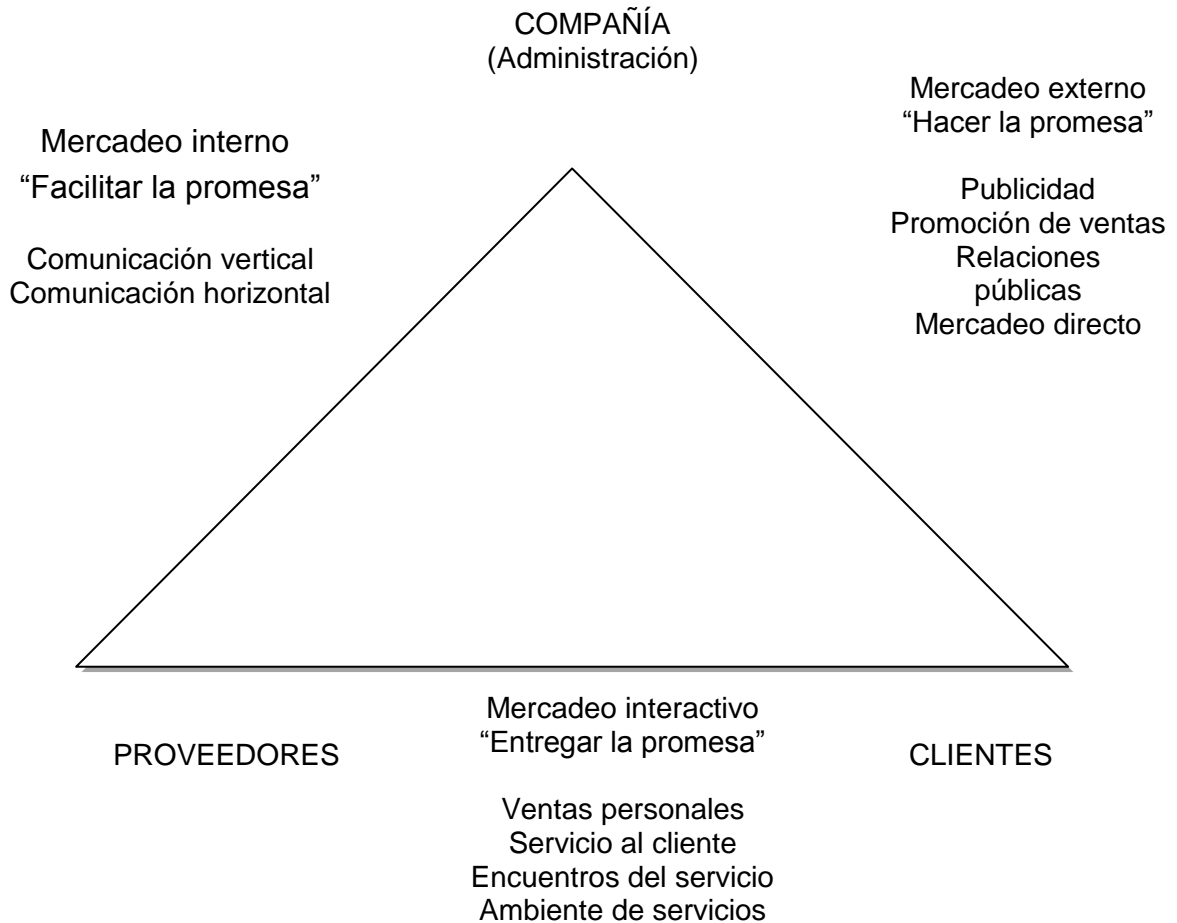 COMPAÑÍA
(Administración)
Mercadeo externo
“Hacer la promesa”
Mercadeo interno
“Facilitar la promesa”
Publicidad
Promoción de ventas
Relaciones
públicas
Mercadeo directo
Comunicación vertical
Comunicación horizontal
Mercadeo interactivo
“Entregar la promesa”
PROVEEDORES
CLIENTES
Ventas personales
Servicio al cliente
Encuentros del servicio
Ambiente de servicios